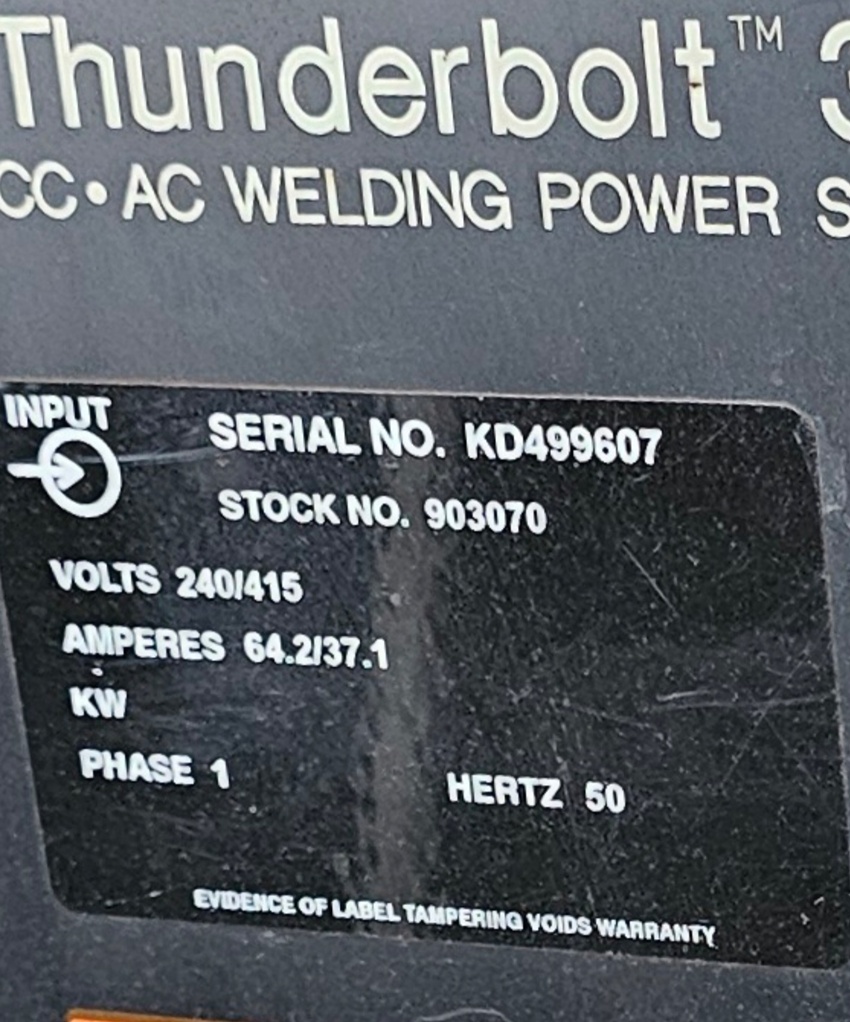 Thunderbolt™ 3
CC • AC WELDING POWER S
INPUT
SERIAL NO. KD499607
STOCK NO. 903070
VOLTS 240/415
AMPERES 64.2/37.1
KW
PHASE 1 HERTZ 50
EVIDENCE OF LABEL TAMPERING VOIDS WARRANTY